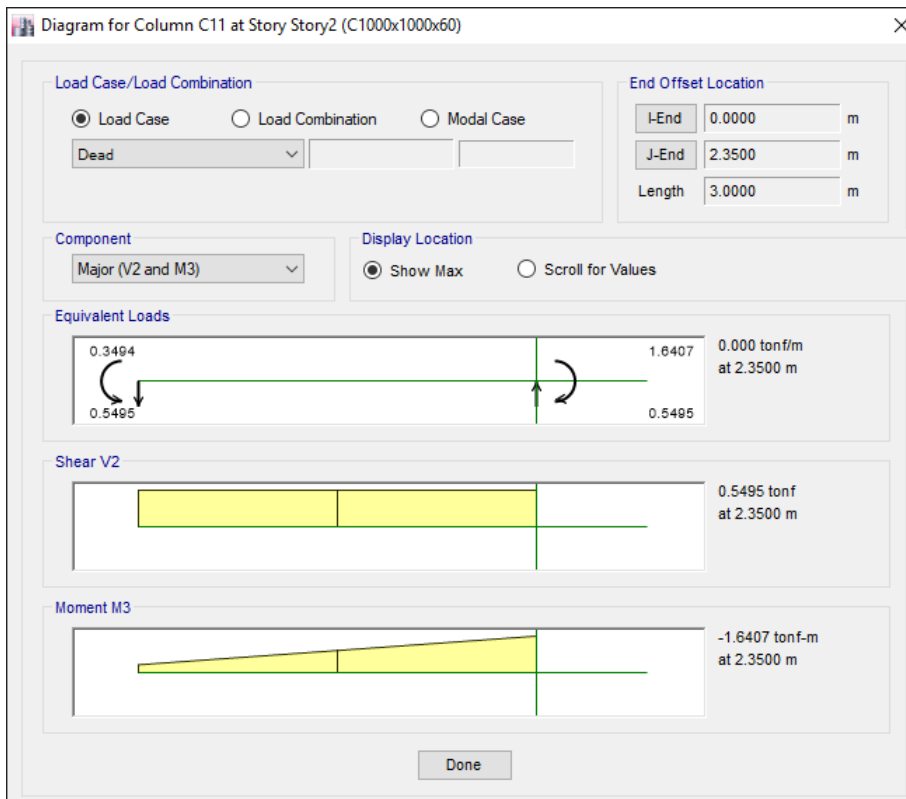 Diagram for Column C11 at Story Story2 (C1000x1000x60)
Load Case/Load Combination
Load Case
Load Combination
Modal Case
Dead
End Offset Location
I-End 0.0000 m
J-End 2.3500 m
Length 3.0000 m
Component
Major (V2 and M3)
Display Location
Show Max
Scroll for Values
Equivalent Loads
0.3494
1.6407
0.5495
0.5495
0.000 tonf/m
at 2.3500 m
Shear V2
0.5495 tonf
at 2.3500 m
Moment M3
-1.6407 tonf-m
at 2.3500 m
Done